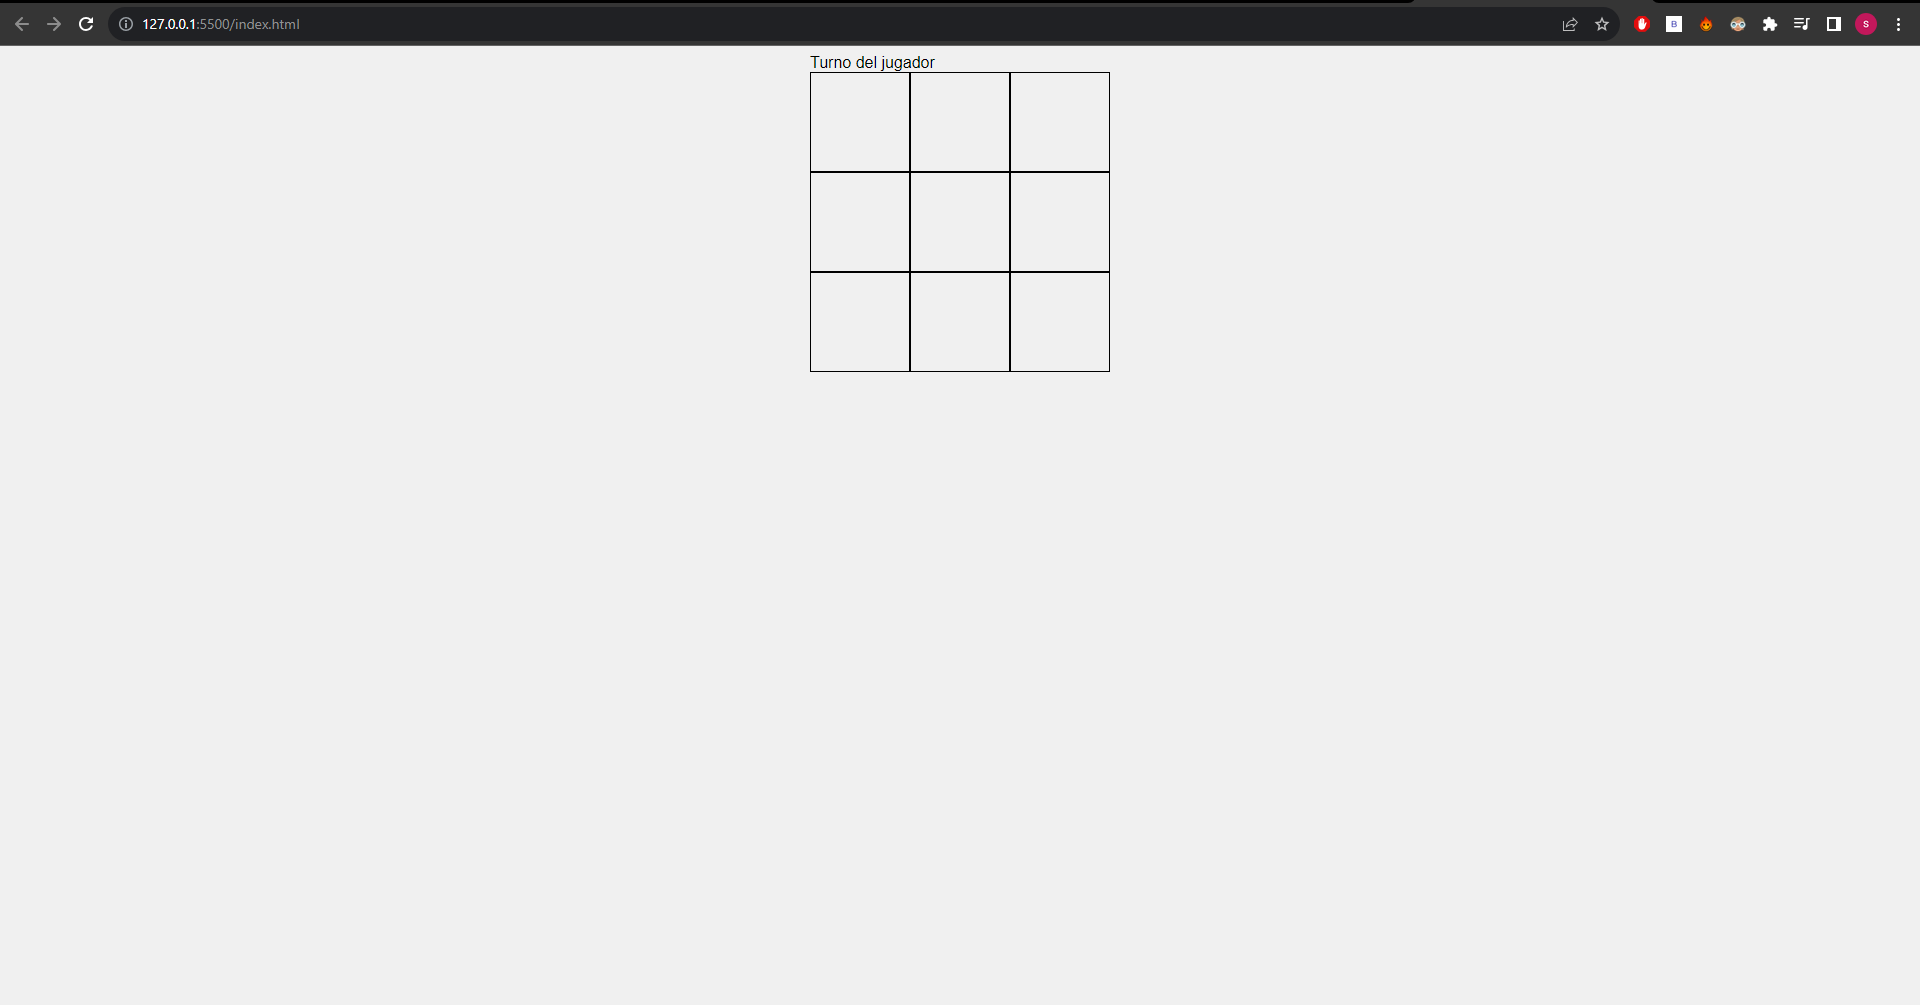 127.0.0.1:5500/index.html
B
S
Turno del jugador